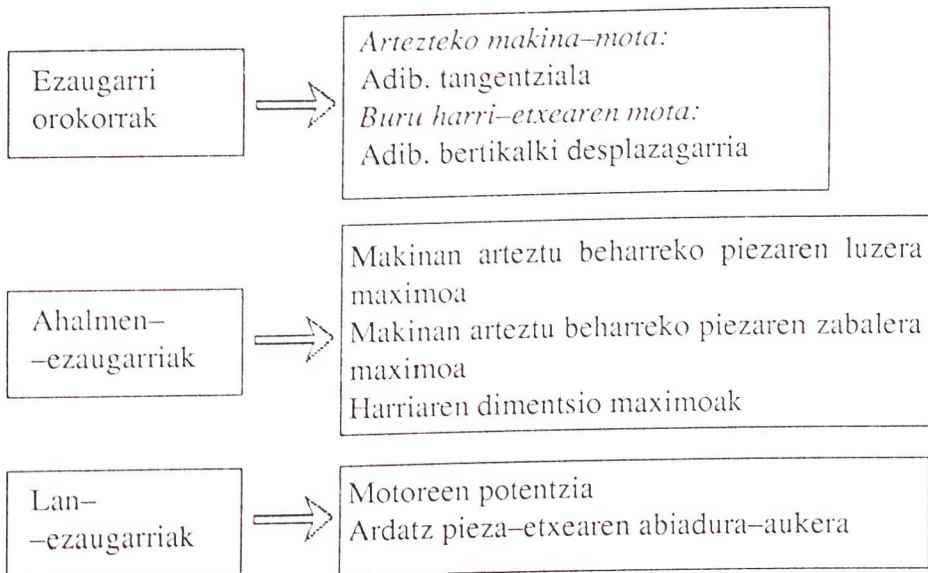 Ezaugarri
orokorrak
Artezteko makina–mota:
Adib. tangentziala
Buru harri–etxearen mota:
Adib. bertikalki desplazagarria
Ahalmen–
–ezaugarriak
Makinan arteztu beharreko piezaren luzera
maximoa
Makinan arteztu beharreko piezaren zabalera
maximoa
Harriaren dimentsio maximoak
Lan–
–ezaugarriak
Motoreen potentzia
Ardatz pieza–etxearen abiadura–aukera